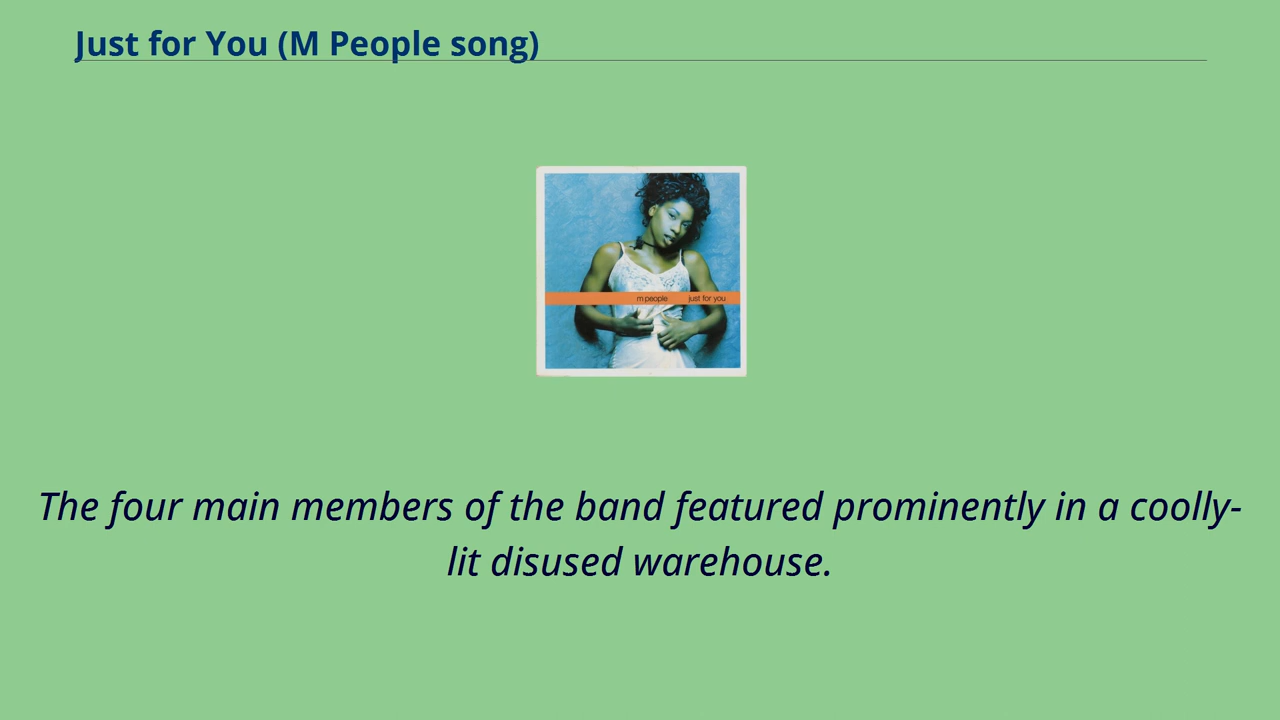 Just for You (M People song)
m people just for you
The four main members of the band featured prominently in a coolly-
lit disused warehouse.